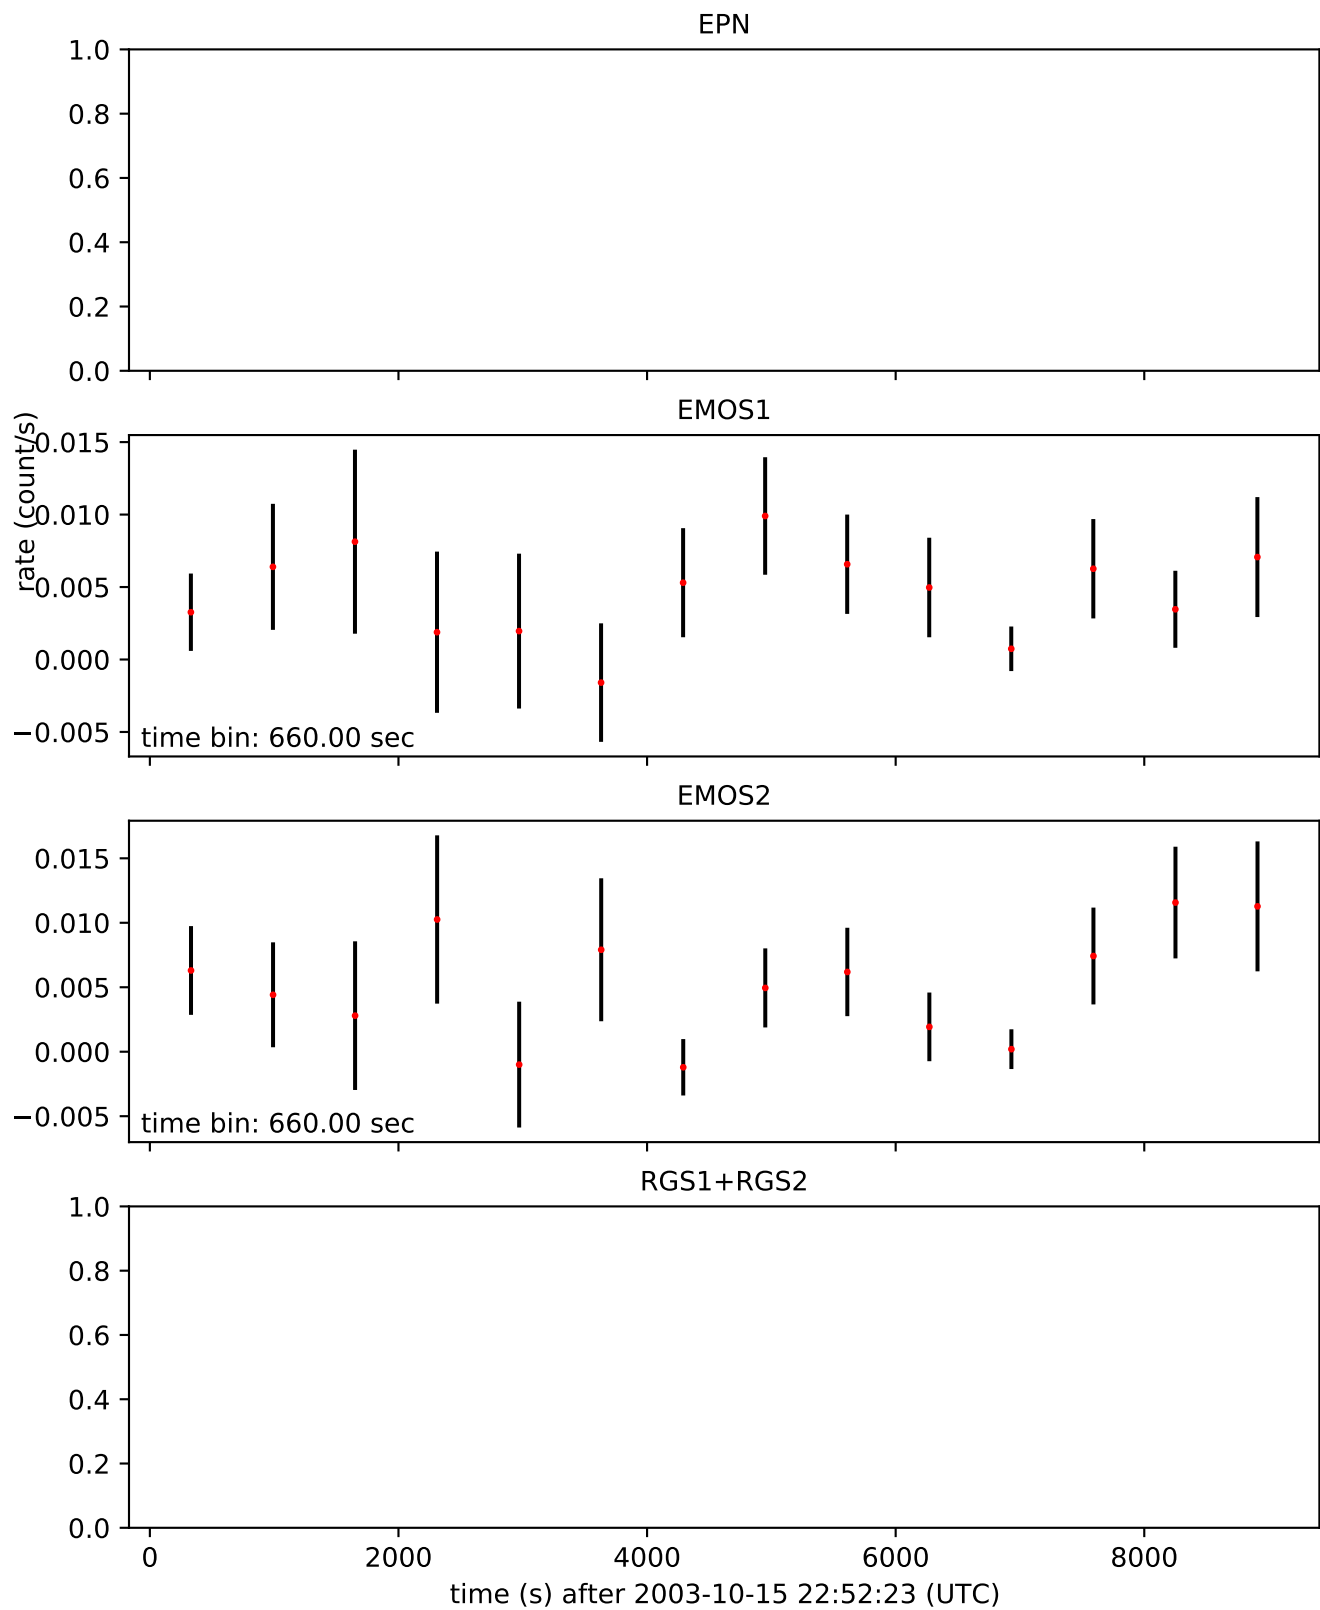 EPN
1.0
0.8
0.6
0.4
0.2
0.0
EMOS1
rate (count/s)
0.015
0.010
0.005
0.000
−0.005
time bin: 660.00 sec
EMOS2
0.015
0.010
0.005
0.000
−0.005
time bin: 660.00 sec
RGS1+RGS2
1.0
0.8
0.6
0.4
0.2
0.0
0 2000 4000 6000 8000
time (s) after 2003-10-15 22:52:23 (UTC)